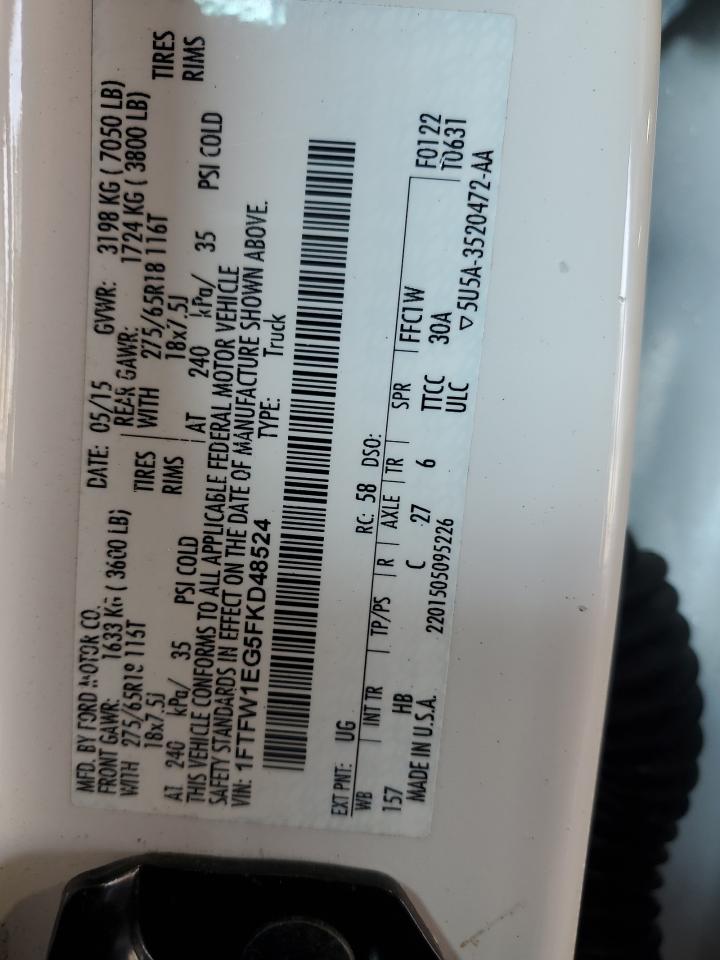 MFD. BY FORD MOTOR CO. DATE: 05/15 GVWR: 3198 KG ( 7050 LB)
FRONT GAWR: 1633 KG ( 3600 LB) REAR GAWR: 1724 KG ( 3800 LB)
WITH 275/65R18 116T TIRES WITH 275/65R18 116T TIRES
18x7.5J RIMS 18x7.5J RIMS
AT 240 kPa/ 35 PSI COLD AT 240 kPa/ 35 PSI COLD
THIS VEHICLE CONFORMS TO ALL APPLICABLE FEDERAL MOTOR VEHICLE
SAFETY STANDARDS IN EFFECT ON THE DATE OF MANUFACTURE SHOWN ABOVE.
VIN: 1FTFW1EG5FKD48524 TYPE: Truck
EXT PNT: UG RC: 58 DSO: F0122
WB INT TR TP/PS R AXLE TR SPR FFC1W T0631
157 HB C 27 6 TTCC 30A
MADE IN U.S.A. 2201505095226 ULC ▽5U5A-3520472-AA